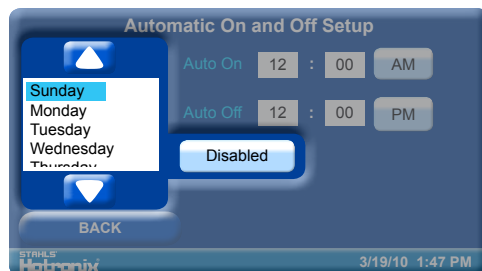 Automatic On and Off Setup
Auto On 12 : 00 AM
Sunday
Monday
Tuesday
Wednesday
Thursday
Auto Off 12 : 00 PM
Disabled
BACK
STAHLS'
Hotronix
3/19/10 1:47 PM